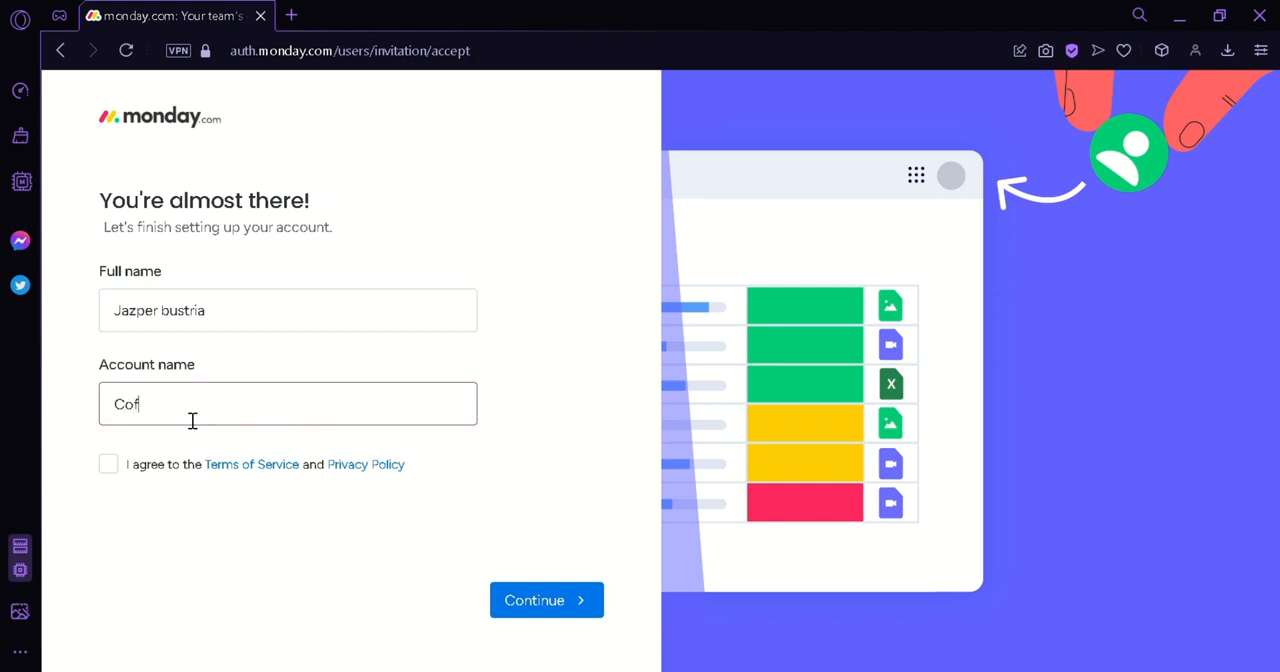 monday.com: Your team's
VPN
auth.monday.com/users/invitation/accept
monday.com
You're almost there!
Let's finish setting up your account.
Full name
Jazper bustria
Account name
Cof
I agree to the Terms of Service and Privacy Policy
Continue
X
M